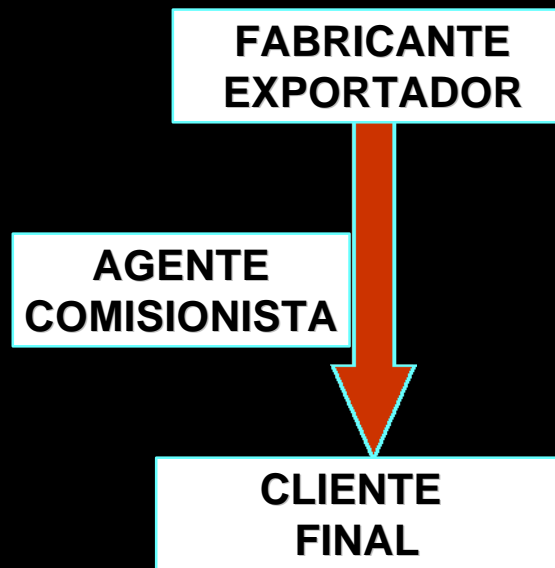 FABRICANTE
EXPORTADOR
AGENTE
COMISIONISTA
CLIENTE
FINAL